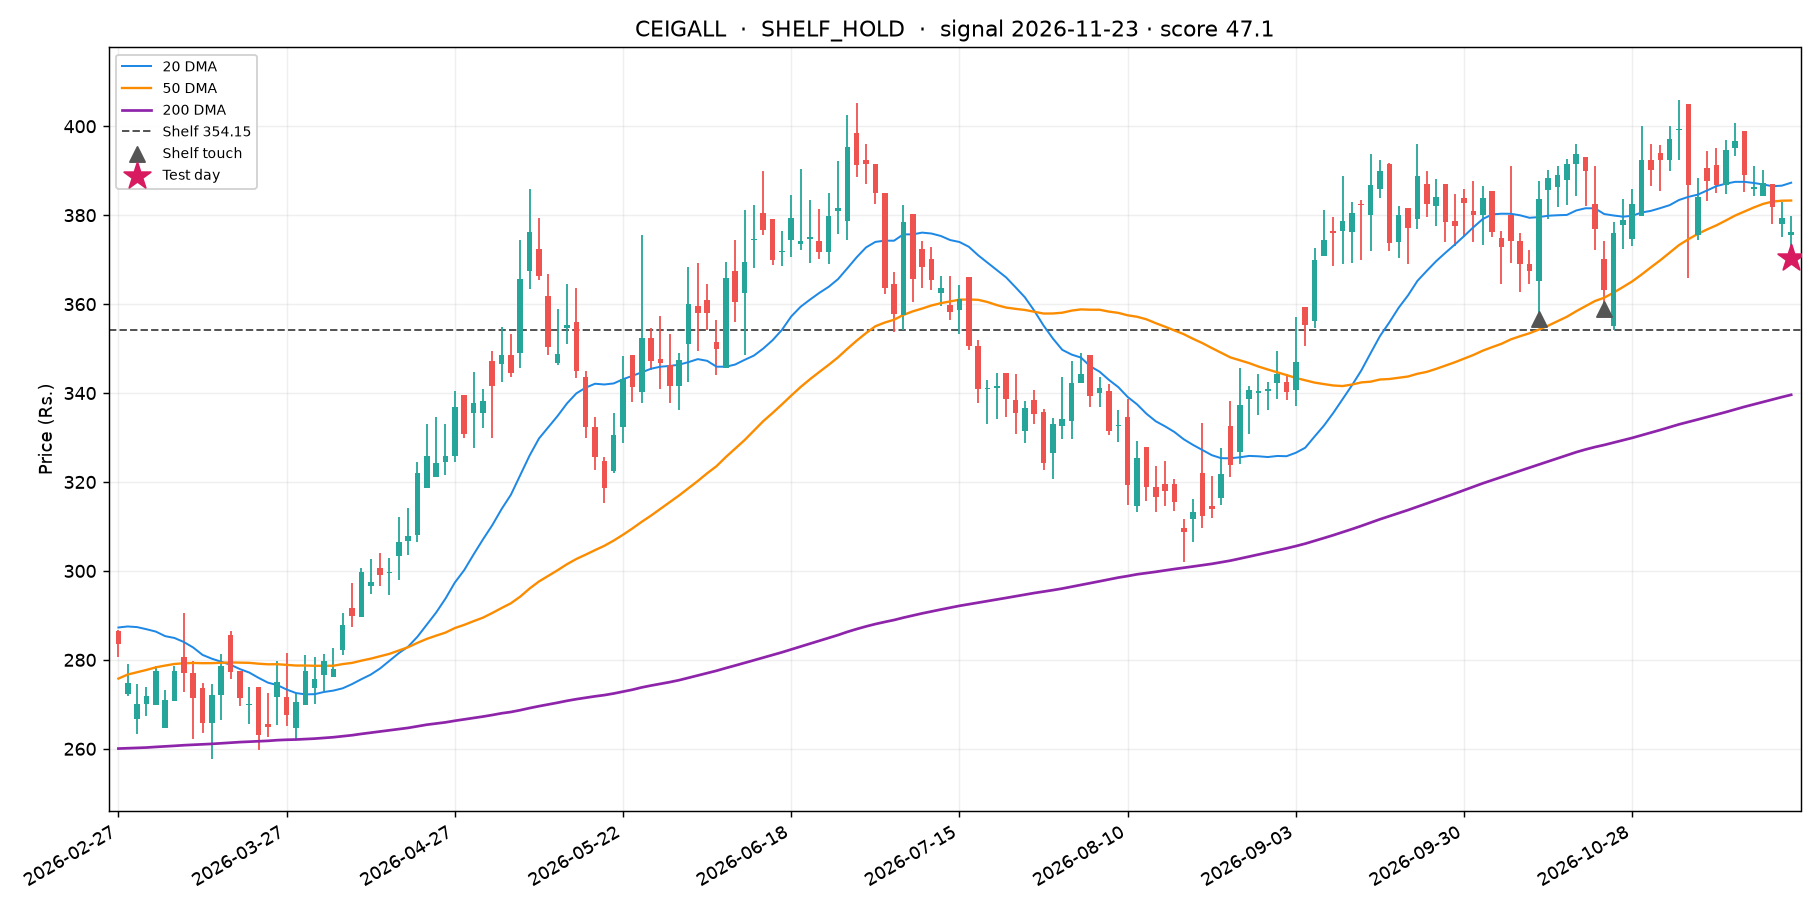 CEIGALL · SHELF_HOLD · signal 2026-11-23 · score 47.1
20 DMA
50 DMA
200 DMA
Shelf 354.15
Shelf touch
Test day
Price (Rs.)
400
380
360
340
320
300
280
260
2026-02-27
2026-03-27
2026-04-27
2026-05-22
2026-06-18
2026-07-15
2026-08-10
2026-09-03
2026-09-30
2026-10-28